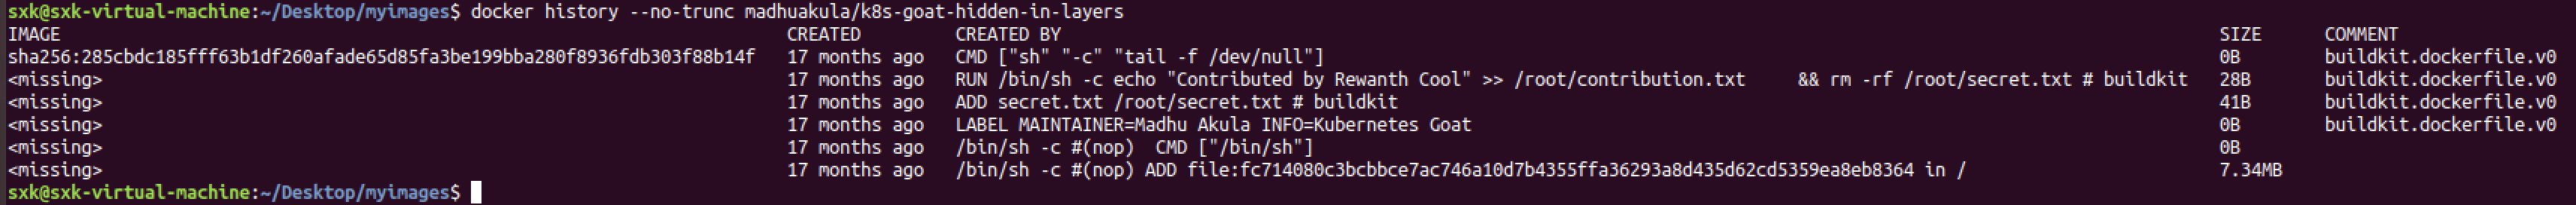 sxk@sxk-virtual-machine:~/Desktop/myimages$ docker history --no-trunc madhuakula/k8s-goat-hidden-in-layers
IMAGE CREATED CREATED BY SIZE COMMENT
sha256:285cbdc185fff63b1df260afade65d85fa3be199bba280f8936fdb303f88b14f 17 months ago CMD ["sh" "-c" "tail -f /dev/null"] 0B buildkit.dockerfile.v0
<missing> 17 months ago RUN /bin/sh -c echo "Contributed by Rewanth Cool" >> /root/contribution.txt && rm -rf /root/secret.txt # buildkit 28B buildkit.dockerfile.v0
<missing> 17 months ago ADD secret.txt /root/secret.txt # buildkit 41B buildkit.dockerfile.v0
<missing> 17 months ago LABEL MAINTAINER=Madhu Akula INFO=Kubernetes Goat 0B buildkit.dockerfile.v0
<missing> 17 months ago /bin/sh -c #(nop) CMD ["/bin/sh"] 0B
<missing> 17 months ago /bin/sh -c #(nop) ADD file:fc714080c3bcbbce7ac746a10d7b4355ffa36293a8d435d62cd5359ea8eb8364 in / 7.34MB
sxk@sxk-virtual-machine:~/Desktop/myimages$